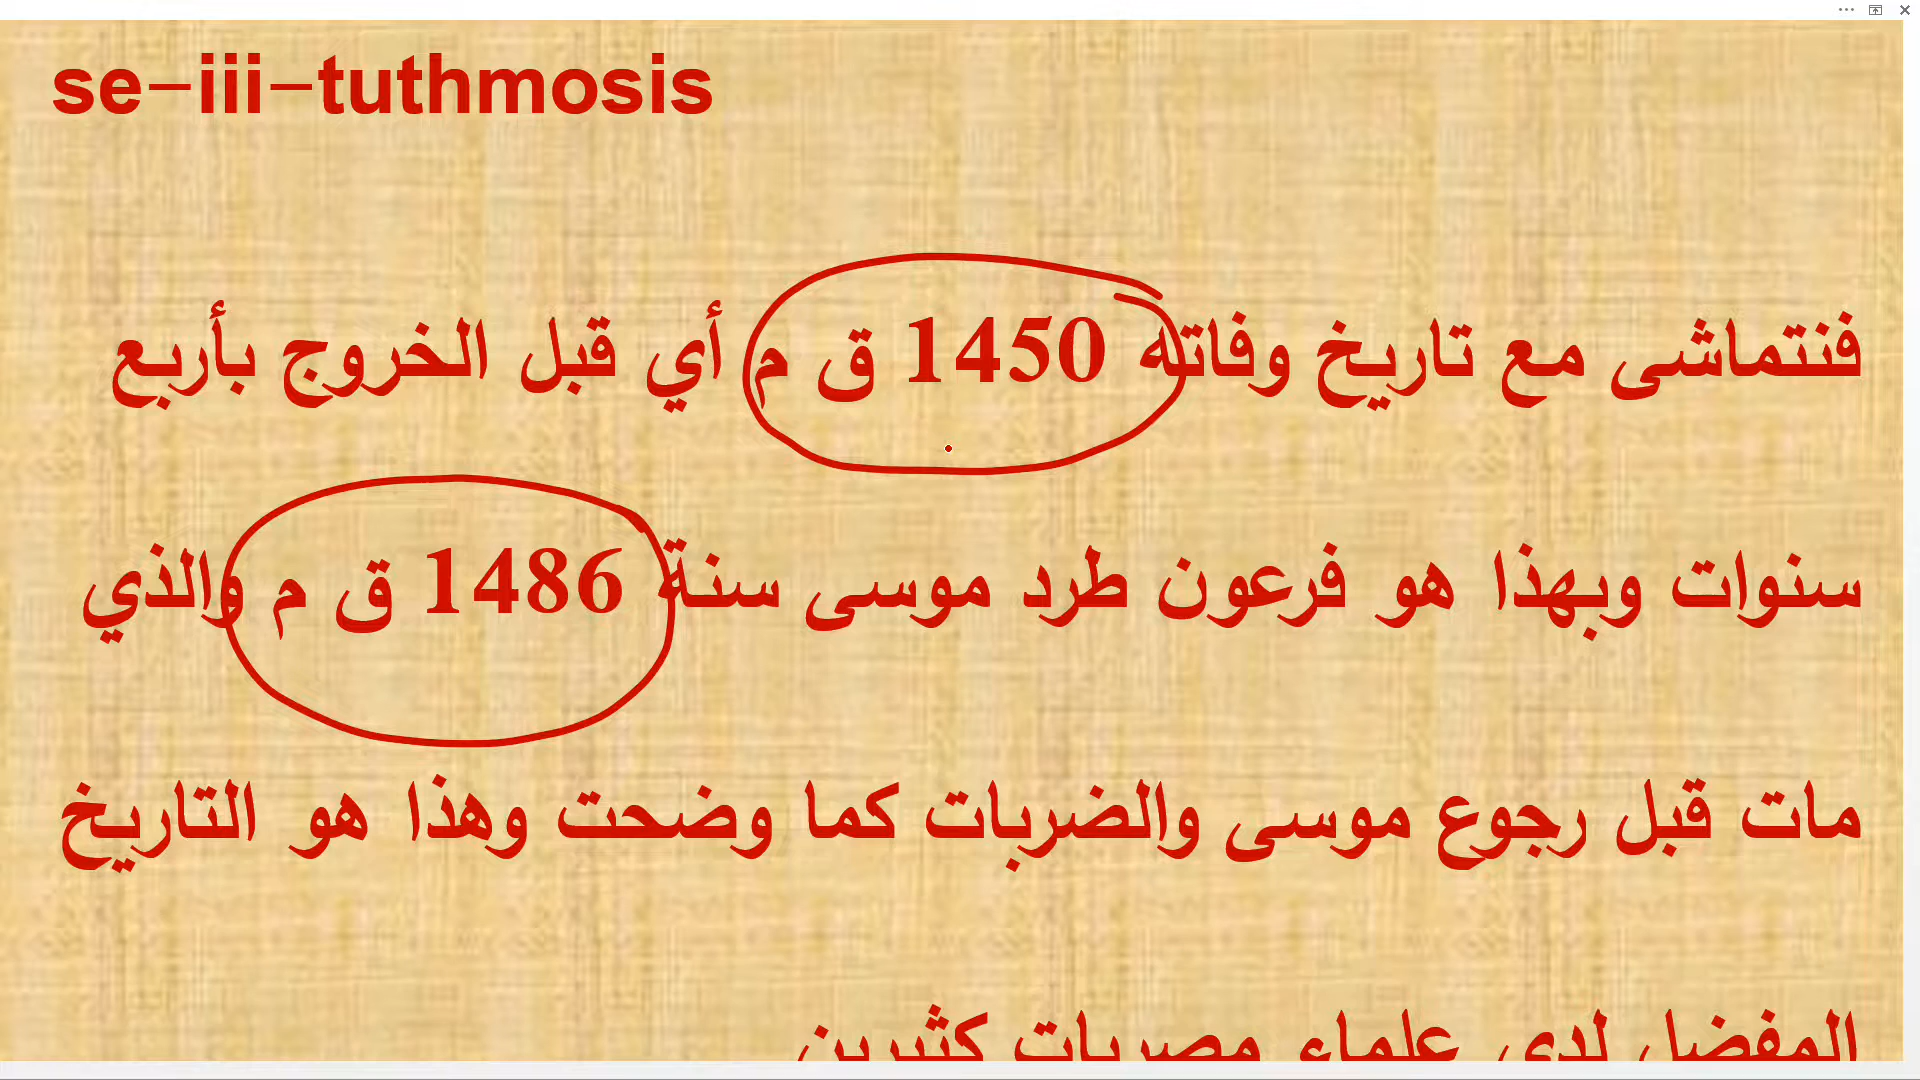 se-iii-tuthmosis
فنتماشى مع تاريخ وفاته 1450 ق م أي قبل الخروج بأربع
سنوات وبهذا هو فرعون طرد موسى سنة 1486 ق م والذي
مات قبل رجوع موسى والضربات كما وضحت وهذا هو التاريخ
المفضل لدى علماء مصريات كثيرين